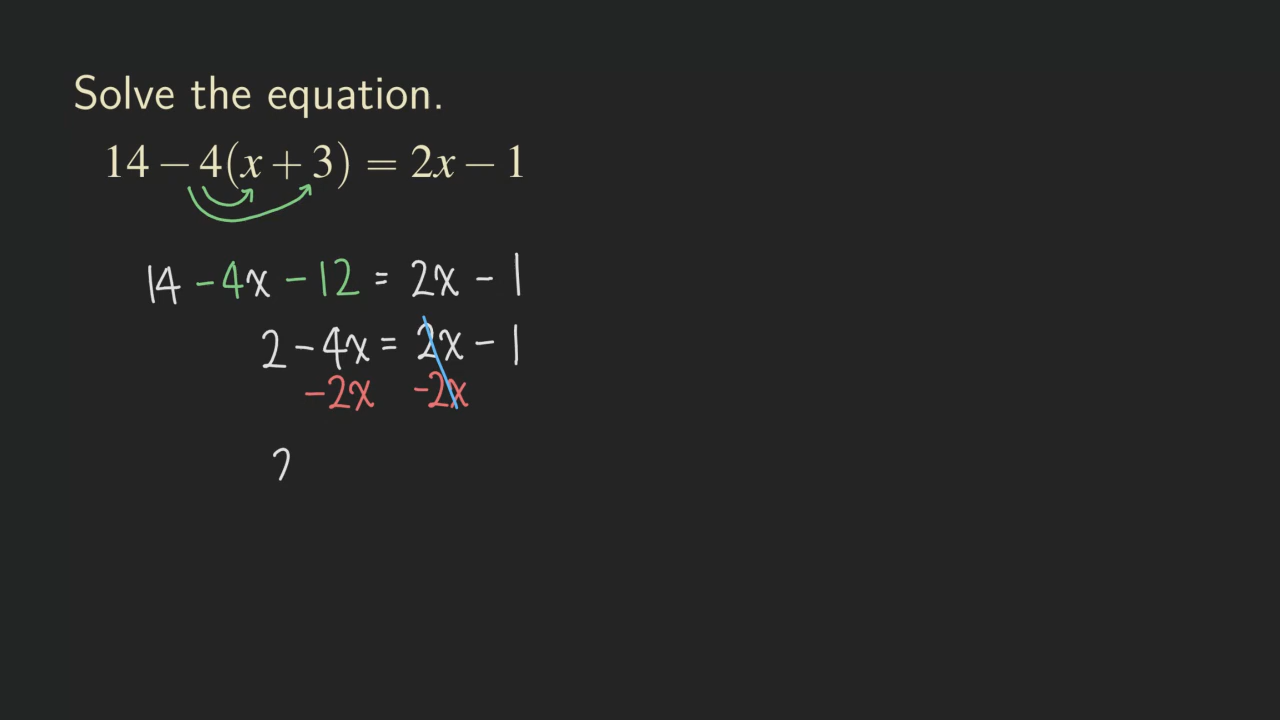 Solve the equation.
14 − 4(x + 3) = 2x − 1
14 - 4x - 12 = 2x - 1
2 - 4x = 2x - 1
-2x -2x
2